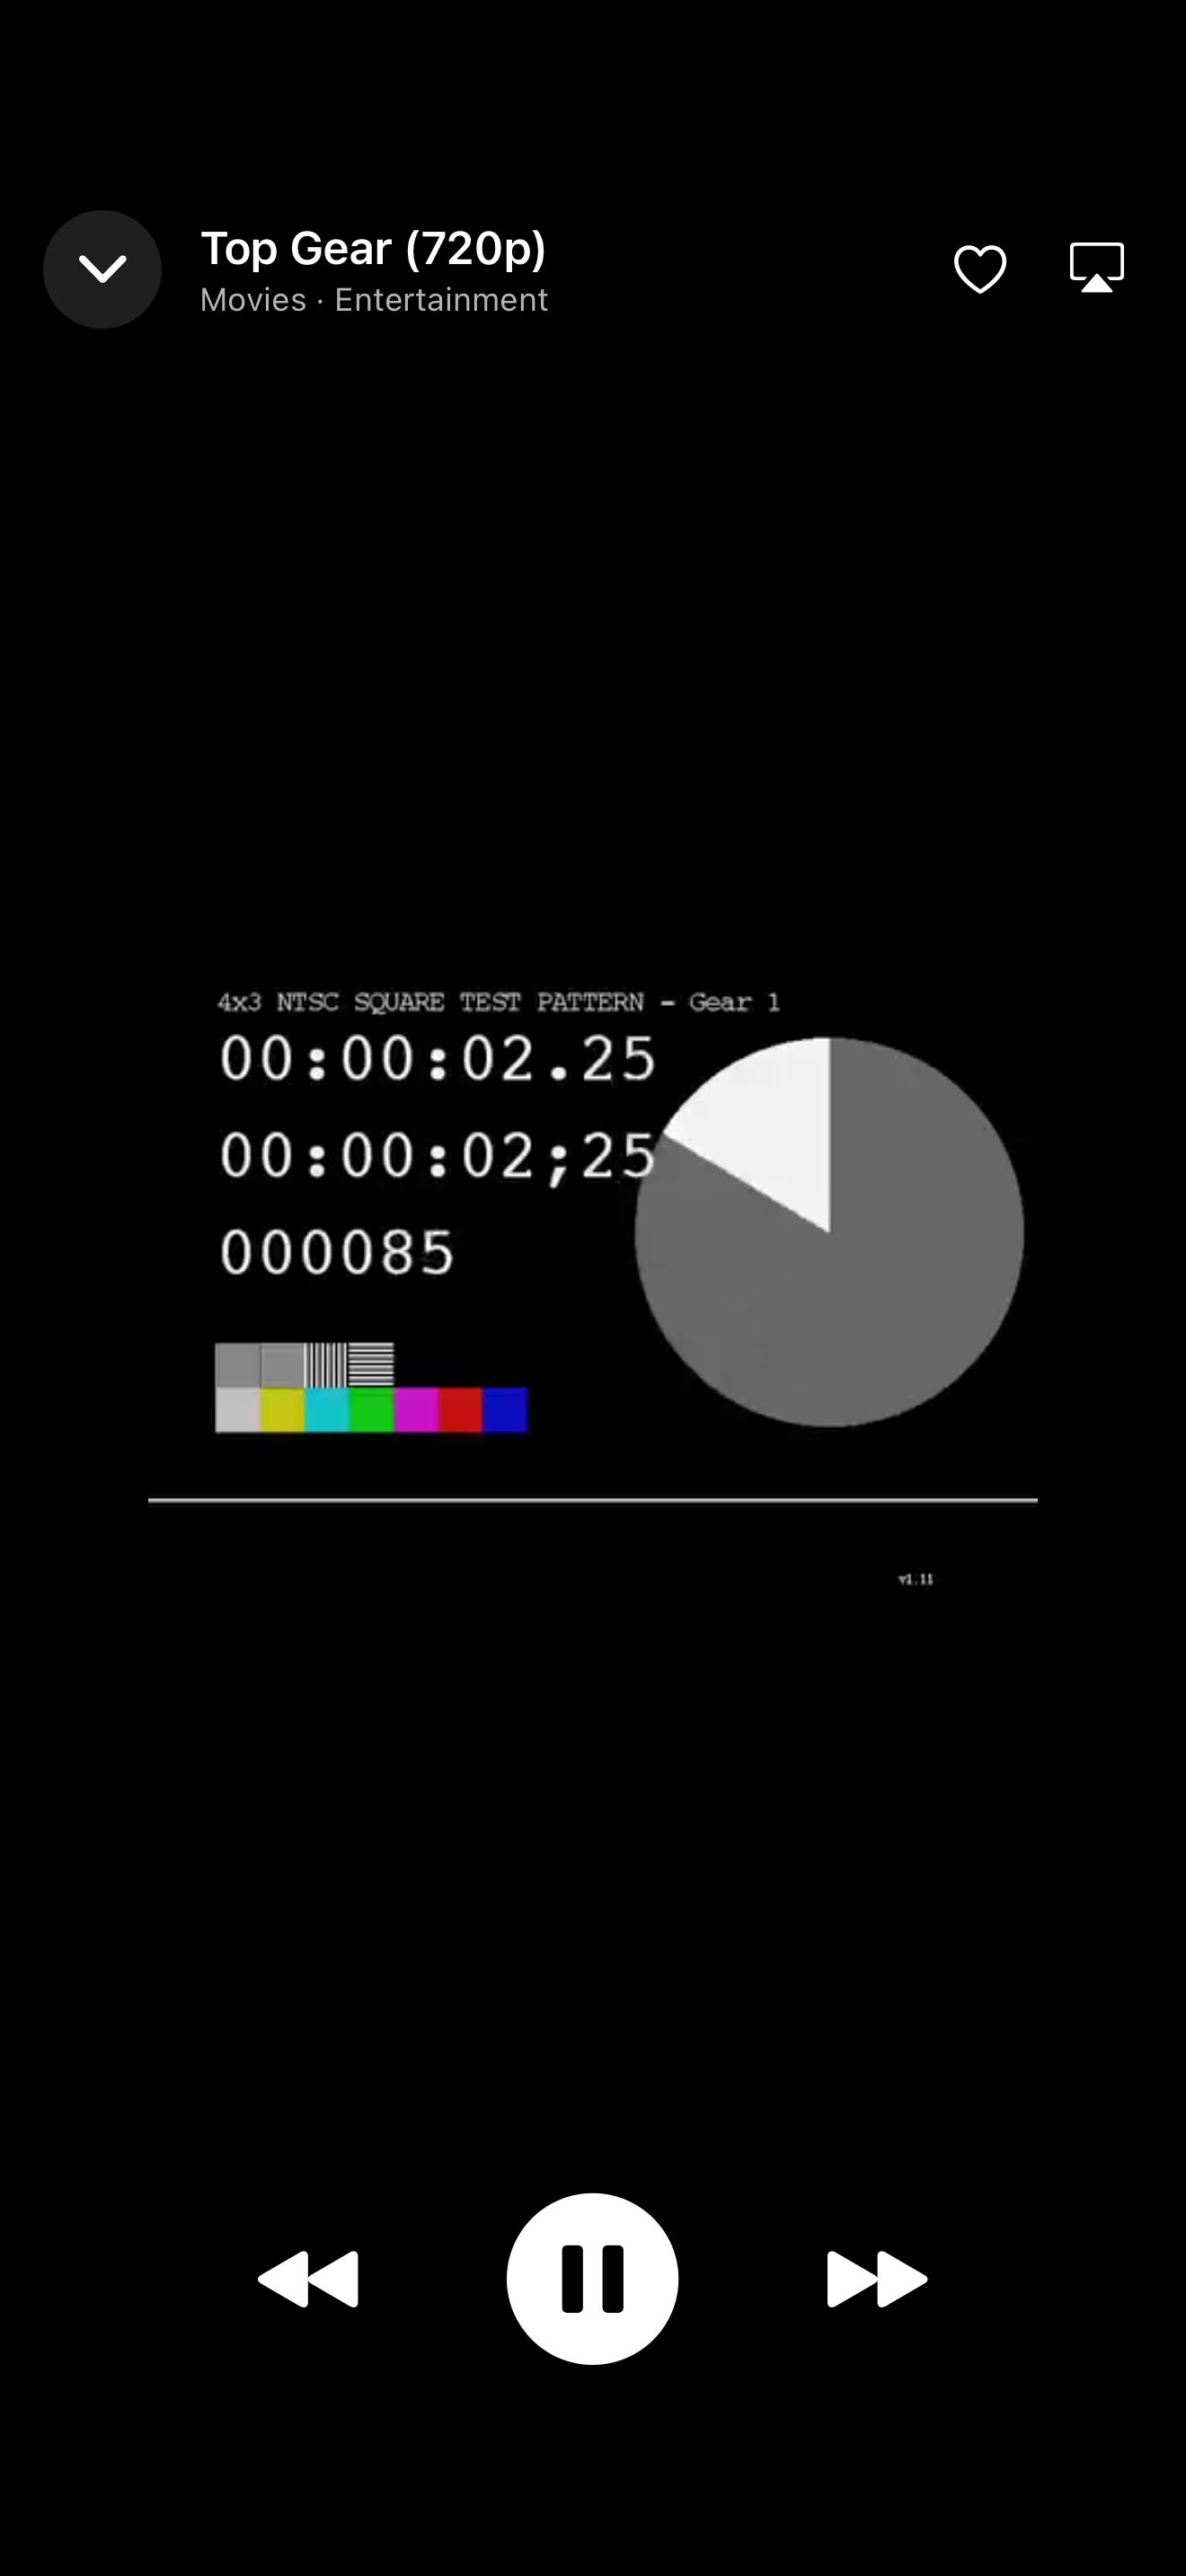 Top Gear (720p)
Movies · Entertainment
4x3 NTSC SQUARE TEST PATTERN - Gear 1
00:00:02.25
00:00:02;25
000085
v1.11